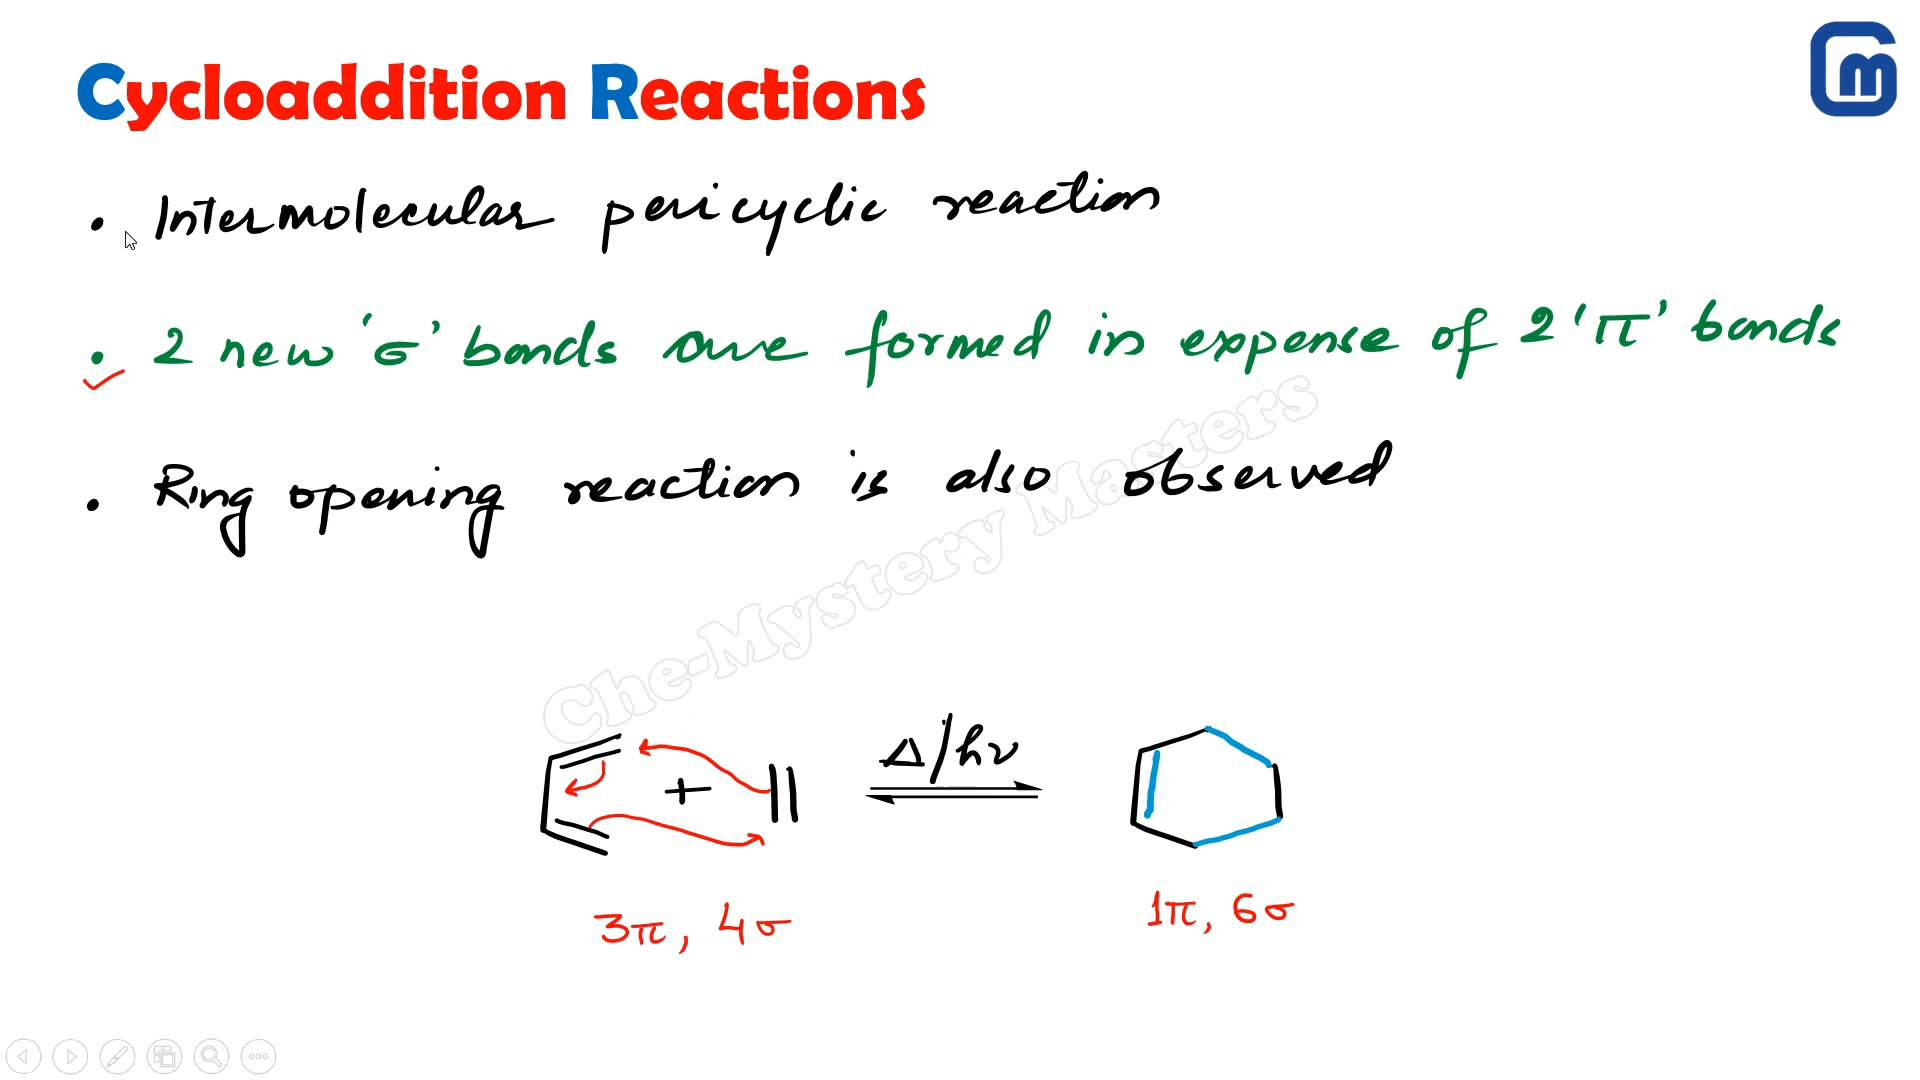 Cycloaddition Reactions
m
• Intermolecular pericyclic reaction
• 2 new 'σ' bonds are formed in expense of 2 'π' bonds
• Ring opening reaction is also observed
Che-Mystery Masters
+
Δ/hν
3π, 4σ
1π, 6σ